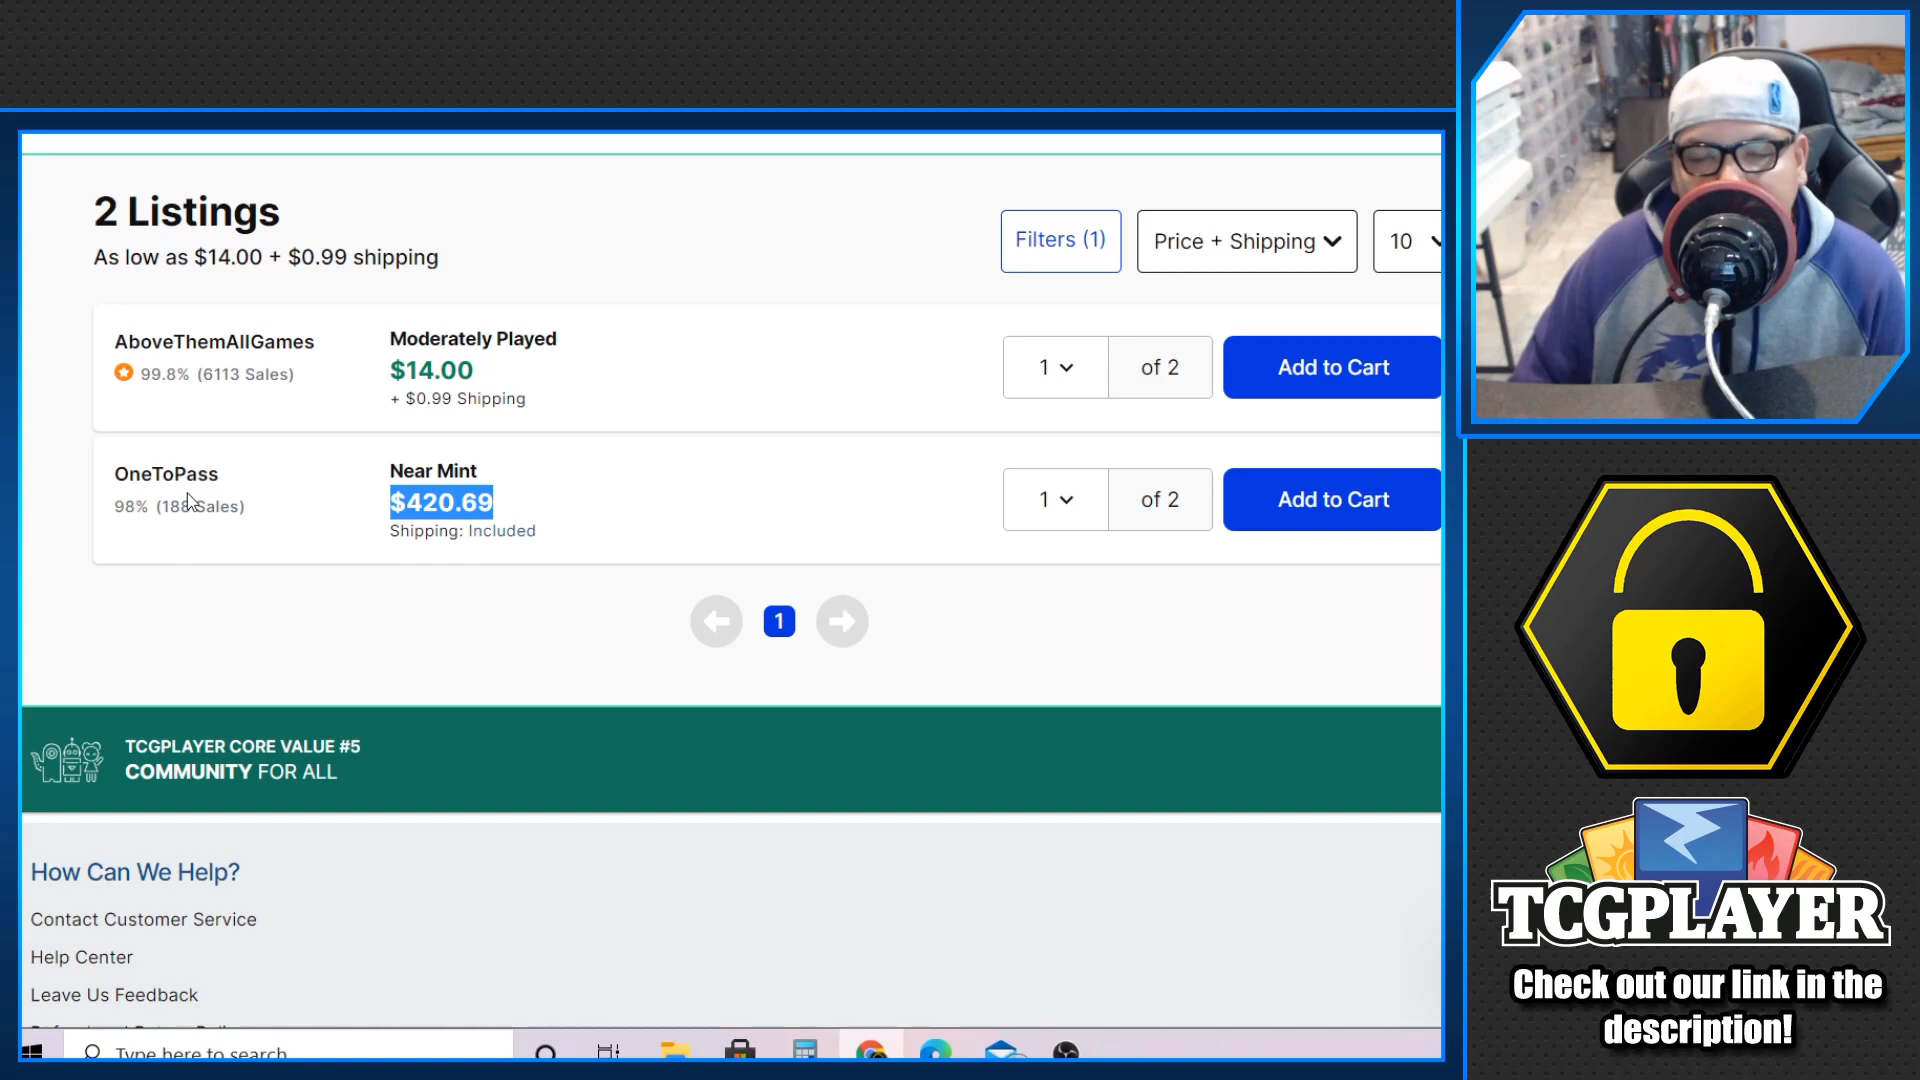 2 Listings
As low as $14.00 + $0.99 shipping
Filters (1)
Price + Shipping
10
AboveThemAllGames
99.8% (6113 Sales)
Moderately Played
$14.00
+ $0.99 Shipping
1
of 2
Add to Cart
OneToPass
98% (188 Sales)
Near Mint
$420.69
Shipping: Included
1
of 2
Add to Cart
1
TCGPLAYER CORE VALUE #5
COMMUNITY FOR ALL
How Can We Help?
Contact Customer Service
Help Center
Leave Us Feedback
Type here to search
TCGPLAYER
Check out our link in the
description!